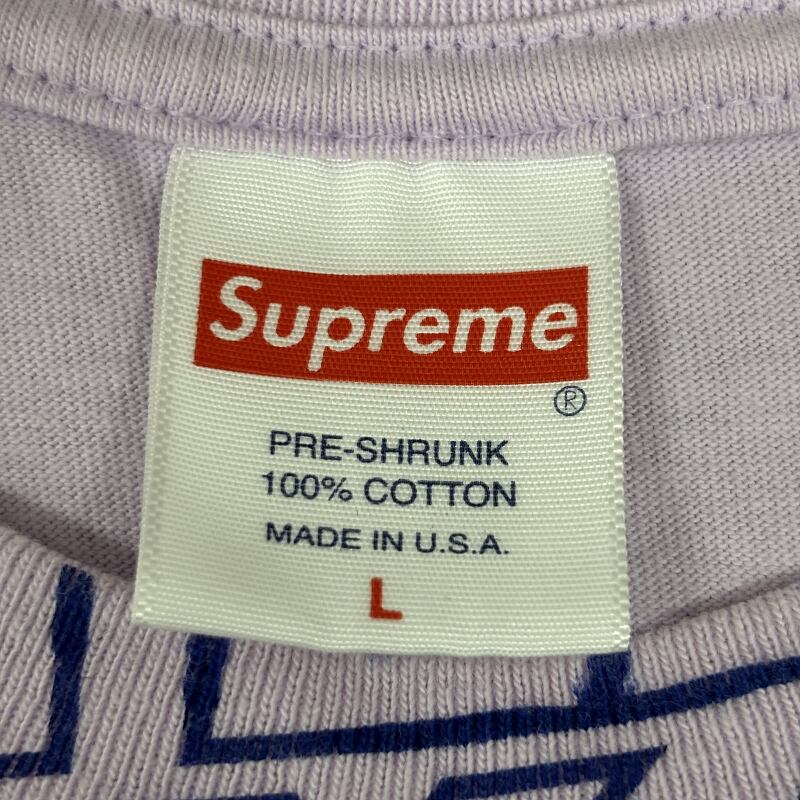 Supreme
®
PRE-SHRUNK
100% COTTON
MADE IN U.S.A.
L